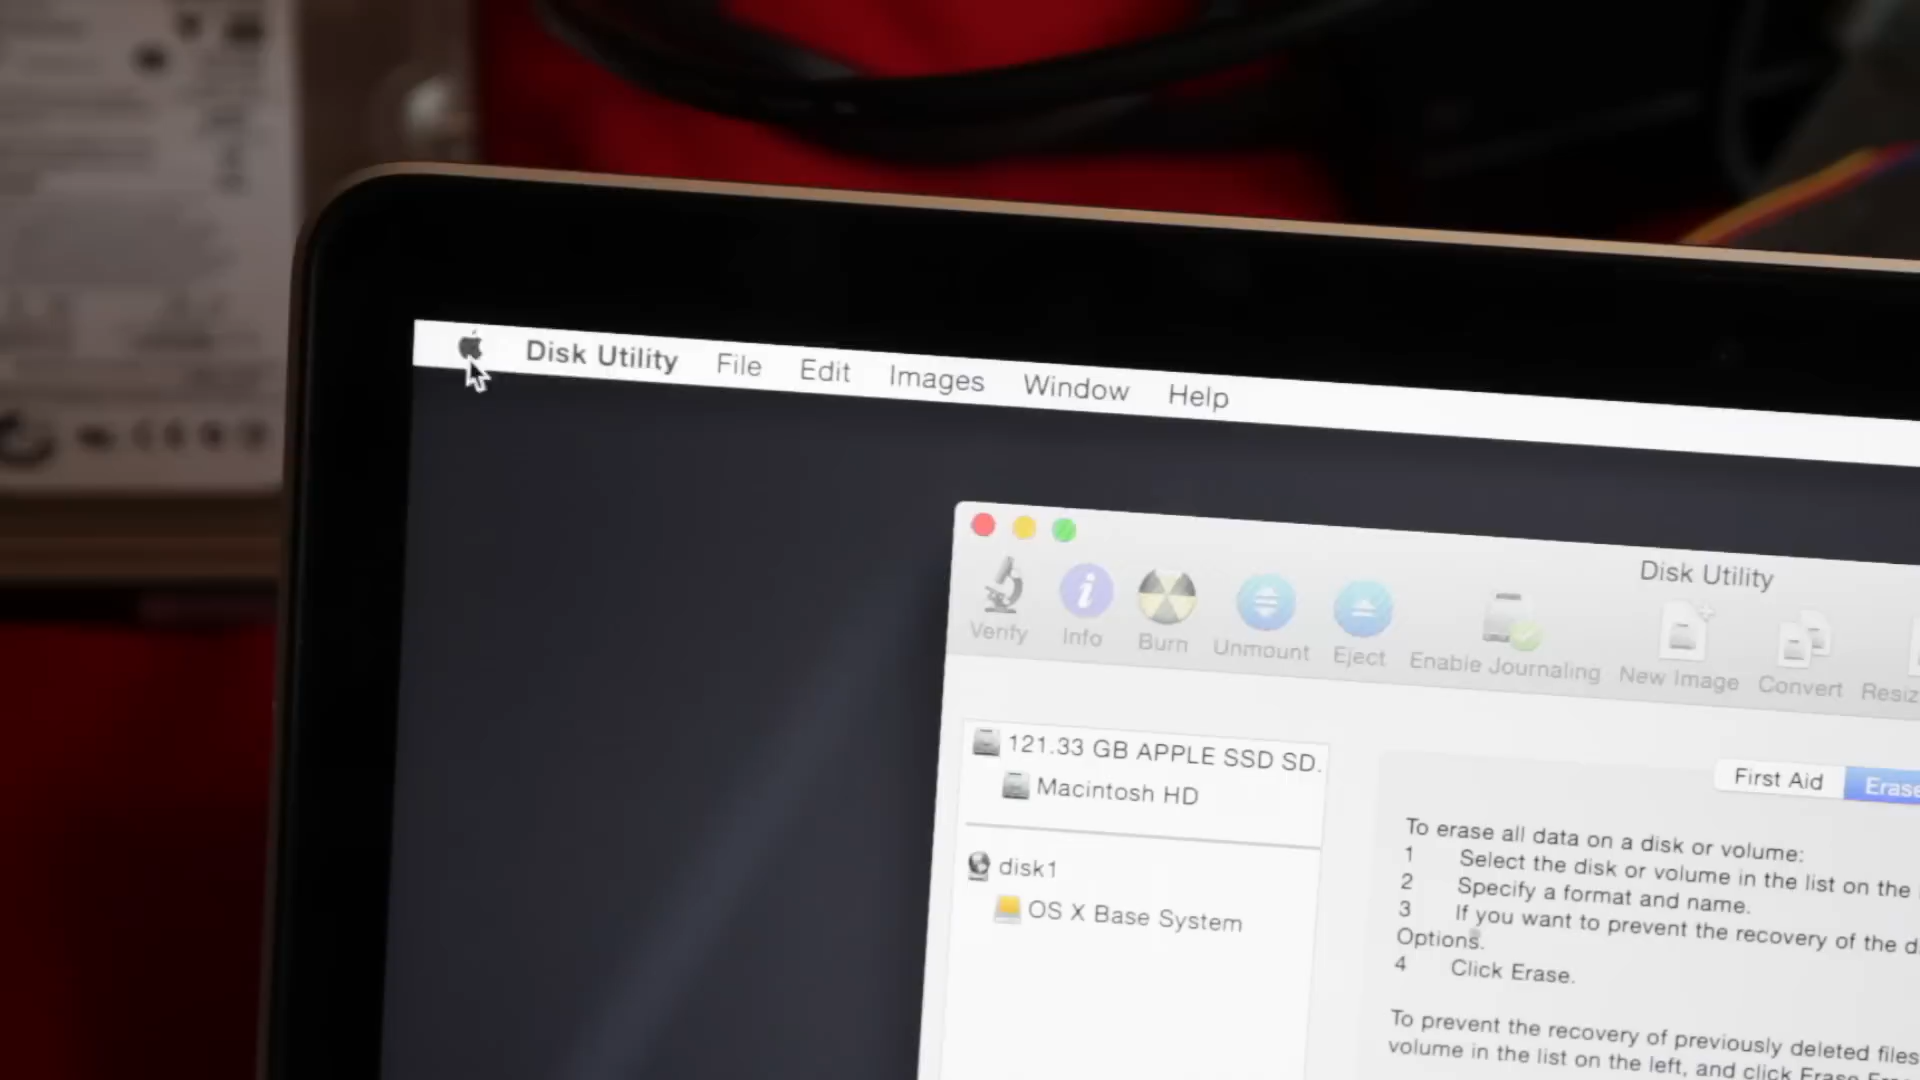 Disk Utility File Edit Images Window Help
Disk Utility
Verify Info Burn Unmount Eject Enable Journaling New Image Convert Resiz
121.33 GB APPLE SSD SD.
Macintosh HD
disk1
OS X Base System
First Aid Erase
To erase all data on a disk or volume:
1 Select the disk or volume in the list on the
2 Specify a format and name.
3 If you want to prevent the recovery of the d
Options.
4 Click Erase.
To prevent the recovery of previously deleted files
volume in the list on the left, and click Erase